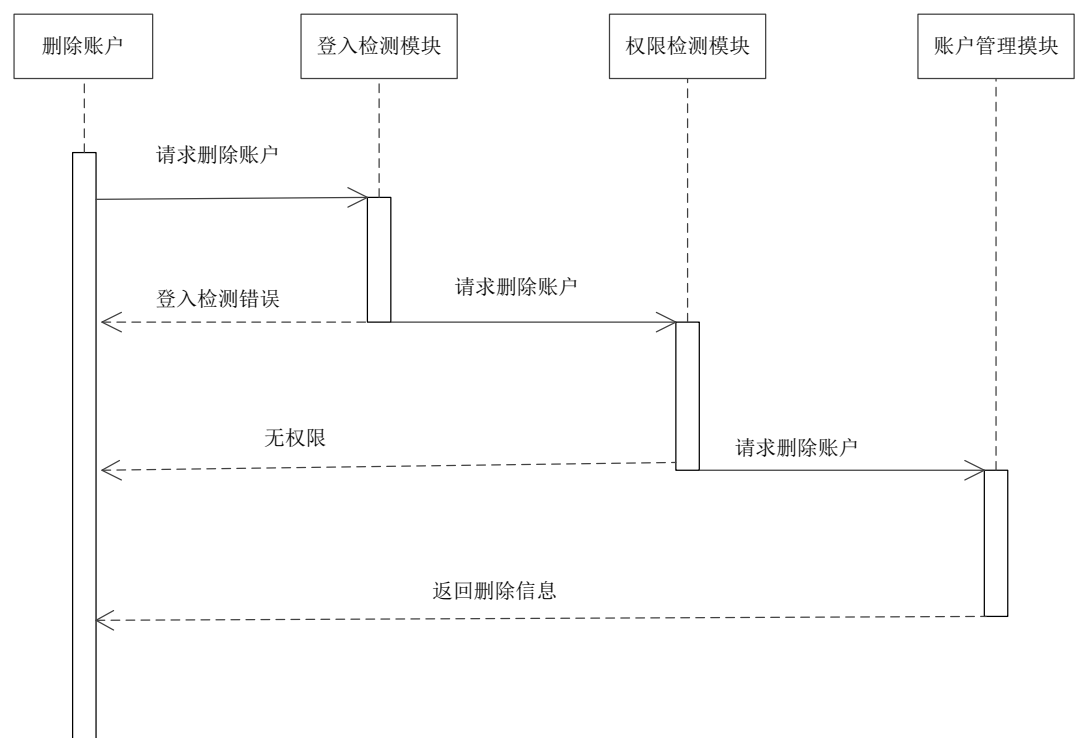 删除账户
登入检测模块
权限检测模块
账户管理摸块
请求删除账户
登入检测错误
请求删除账户
无权限
请求删除账户
返回删除信息